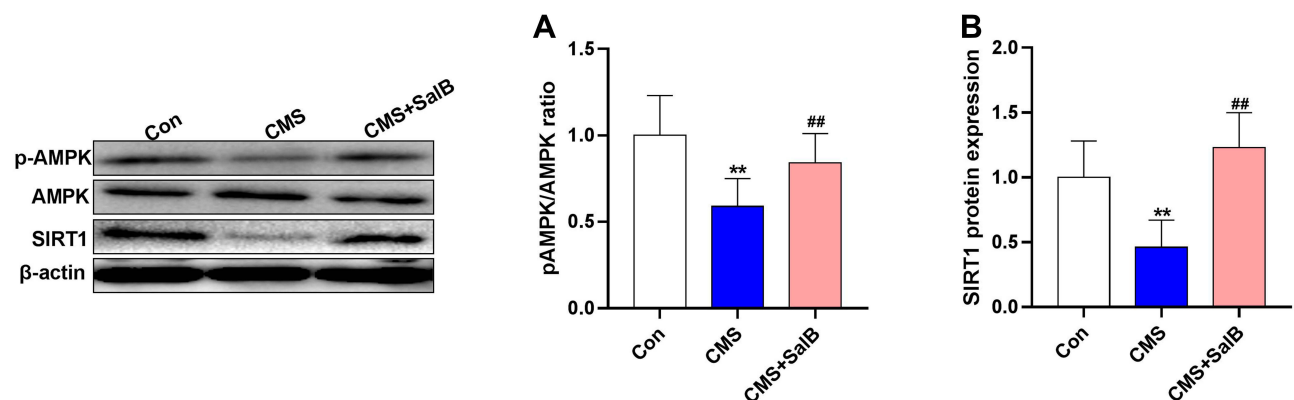 Con
CMS
CMS+SalB
p-AMPK
AMPK
SIRT1
β-actin
A
pAMPK/AMPK ratio
1.5
1.0
0.5
0.0
**
##
Con
CMS
CMS+SalB
B
SIRT1 protein expression
2.0
1.5
1.0
0.5
0.0
**
##
Con
CMS
CMS+SalB